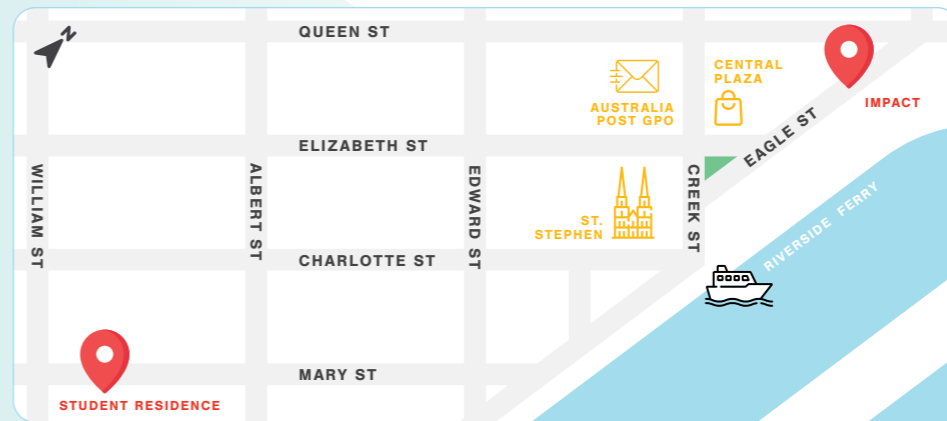 N
QUEEN ST
CENTRAL
PLAZA
AUSTRALIA
POST GPO
IMPACT
EAGLE ST
ELIZABETH ST
WILLIAM ST
ALBERT ST
EDWARD ST
CREEK ST
RIVERSIDE FERRY
ST.
STEPHEN
CHARLOTTE ST
MARY ST
STUDENT RESIDENCE